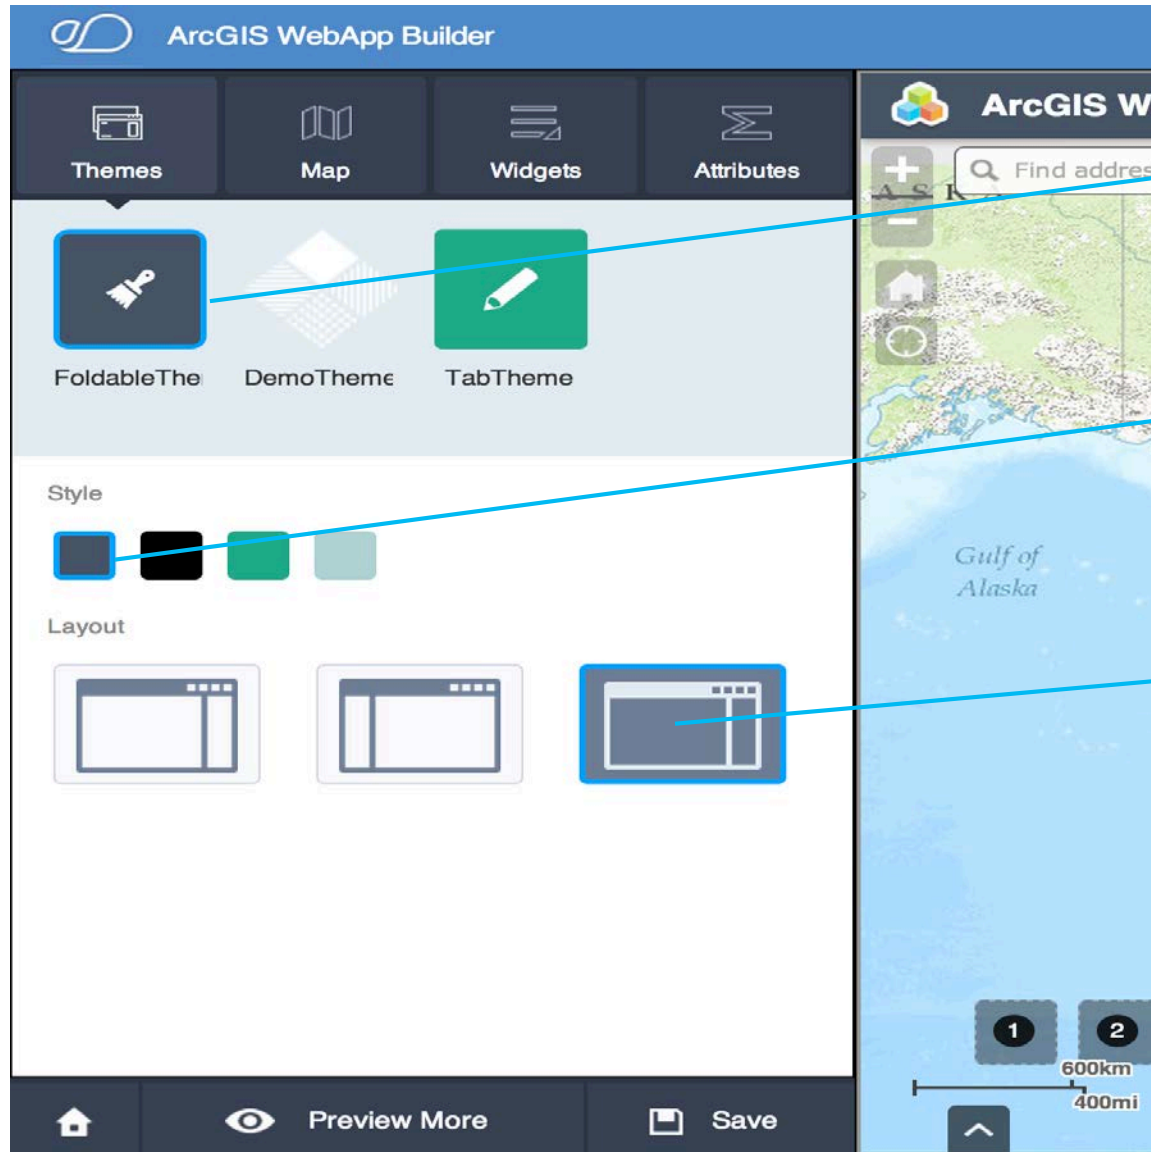 ArcGIS WebApp Builder
Themes
Map
Widgets
Attributes
FoldableThe
DemoTheme
TabTheme
Style
Layout
Preview More
Save
ArcGIS W
Find addres
A S K A
Gulf of
Alaska
1
2
600km
400mi